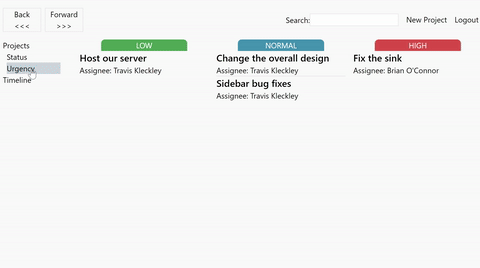 Back
<<<
Forward
>>>
Search:
New Project
Logout
Projects
Status
Urgency
Timeline
LOW
Host our server
Assignee: Travis Kleckley
NORMAL
Change the overall design
Assignee: Travis Kleckley
Sidebar bug fixes
Assignee: Travis Kleckley
HIGH
Fix the sink
Assignee: Brian O'Connor